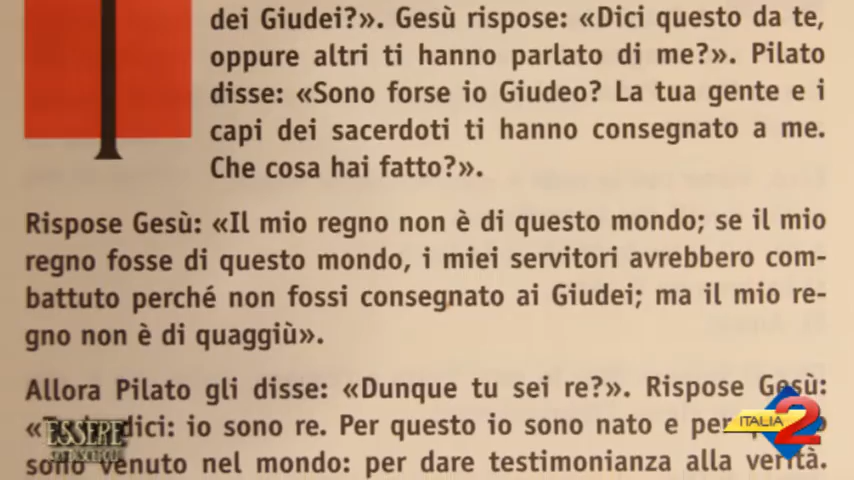 dei Giudei?». Gesù rispose: «Dici questo da te,
oppure altri ti hanno parlato di me?». Pilato
disse: «Sono forse io Giudeo? La tua gente e i
capi dei sacerdoti ti hanno consegnato a me.
Che cosa hai fatto?».
Rispose Gesù: «Il mio regno non è di questo mondo; se il mio
regno fosse di questo mondo, i miei servitori avrebbero com-
battuto perché non fossi consegnato ai Giudei; ma il mio re-
gno non è di quaggiù».
Allora Pilato gli disse: «Dunque tu sei re?». Rispose Gesù:
dici: io sono re. Per questo io sono nato e per
sono venuto nel mondo: per dare testimonianza alla verità.
ESSERE
ITALIA 2